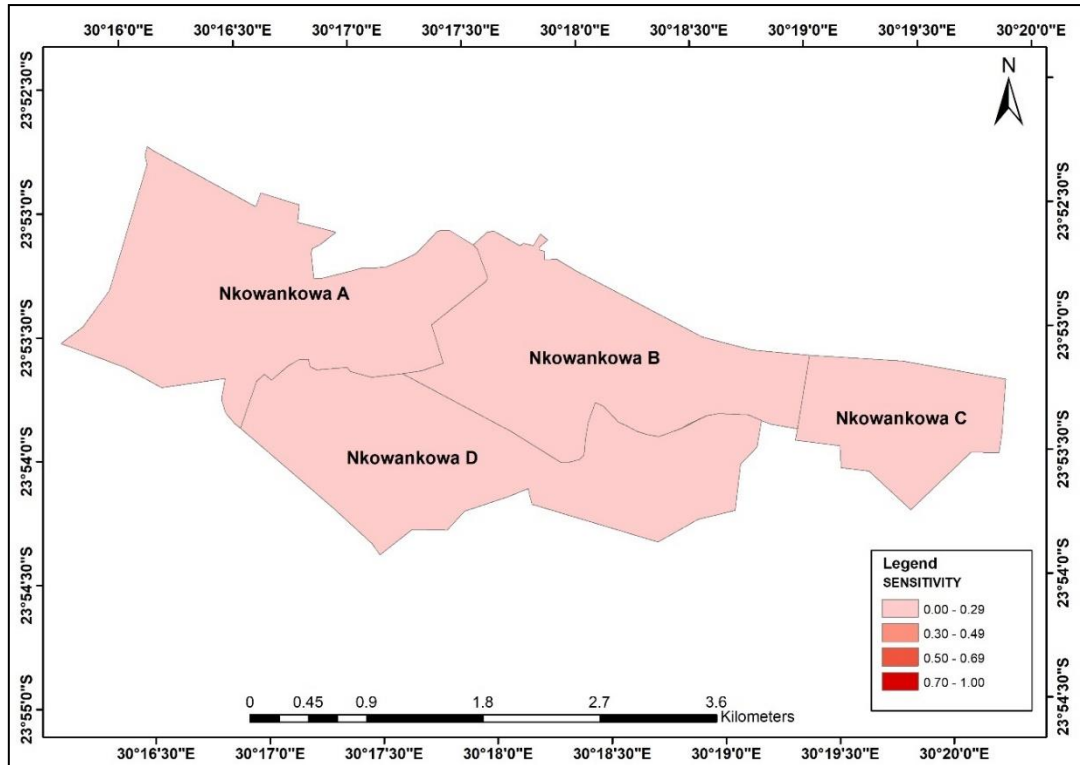 30°16'0"E 30°16'30"E 30°17'0"E 30°17'30"E 30°18'0"E 30°18'30"E 30°19'0"E 30°19'30"E 30°20'0"E
N
23°52'30"S
23°53'0"S
23°53'30"S
23°54'0"S
23°54'30"S
23°55'0"S
Nkowankowa A
Nkowankowa B
Nkowankowa C
Nkowankowa D
23°52'30"S
23°53'0"S
23°53'30"S
23°54'0"S
23°54'30"S
Legend
SENSITIVITY
0.00 - 0.29
0.30 - 0.49
0.50 - 0.69
0.70 - 1.00
0 0.45 0.9 1.8 2.7 3.6
Kilometers
30°16'30"E 30°17'0"E 30°17'30"E 30°18'0"E 30°18'30"E 30°19'0"E 30°19'30"E 30°20'0"E